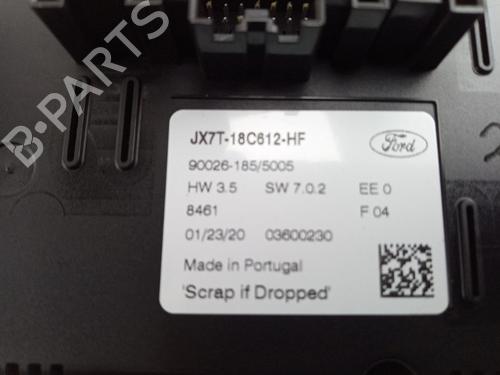 B-PARTS
JX7T-18C612-HF
Ford
90026-185/5005
HW 3.5 SW 7.0.2 EE 0
8461 F 04
01/23/20 03600230
Made in Portugal
'Scrap if Dropped'
2